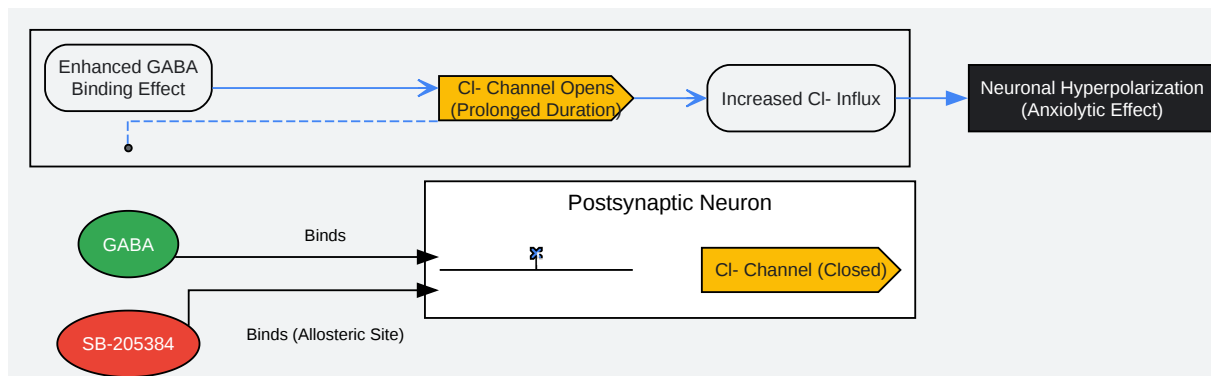 Enhanced GABA
Binding Effect
Cl- Channel Opens
(Prolonged Duration)
Increased Cl- Influx
Neuronal Hyperpolarization
(Anxiolytic Effect)
Postsynaptic Neuron
GABA
Binds
Cl- Channel (Closed)
SB-205384
Binds (Allosteric Site)